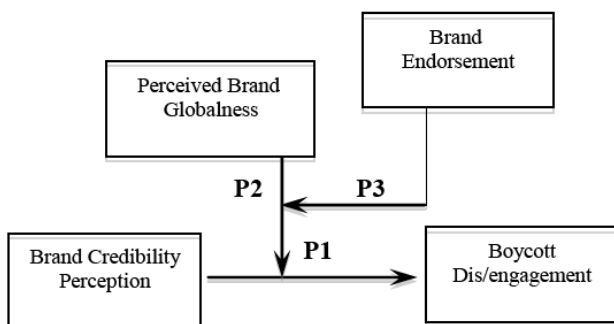 Brand
Endorsement
Perceived Brand
Globalness
P2
P3
P1
Brand Credibility
Perception
Boycott
Dis/engagement